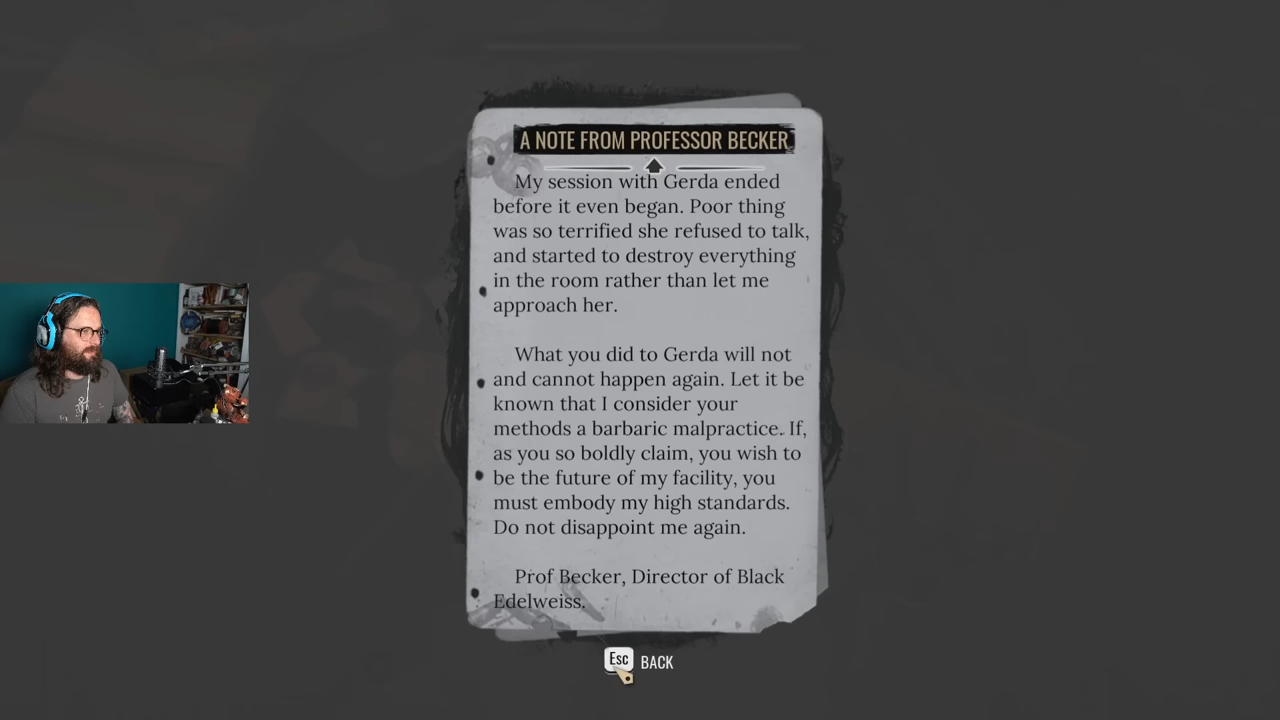 A NOTE FROM PROFESSOR BECKER
My session with Gerda ended
before it even began. Poor thing
was so terrified she refused to talk,
and started to destroy everything
in the room rather than let me
approach her.
What you did to Gerda will not
and cannot happen again. Let it be
known that I consider your
methods a barbaric malpractice. If,
as you so boldly claim, you wish to
be the future of my facility, you
must embody my high standards.
Do not disappoint me again.
Prof Becker, Director of Black
Edelweiss.
Esc BACK